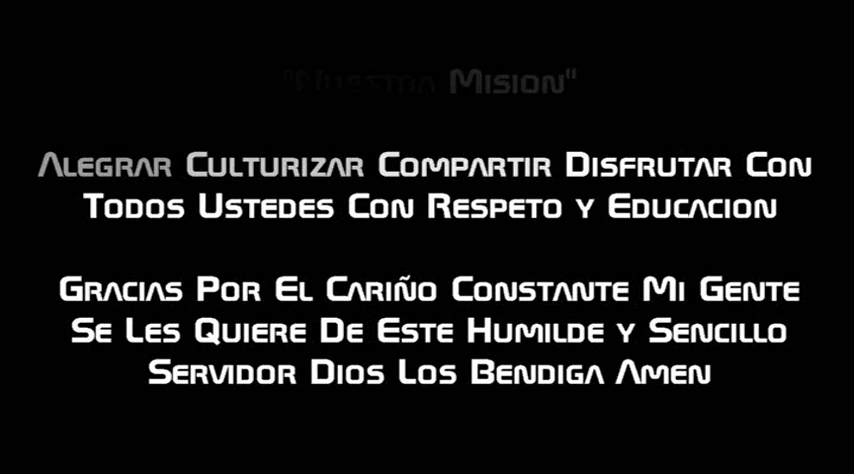 "Nuestra Mision"
Alegrar Culturizar Compartir Disfrutar Con
Todos Ustedes Con Respeto y Educacion
Gracias Por El Cariño Constante Mi Gente
Se Les Quiere De Este Humilde y Sencillo
Servidor Dios Los Bendiga Amen